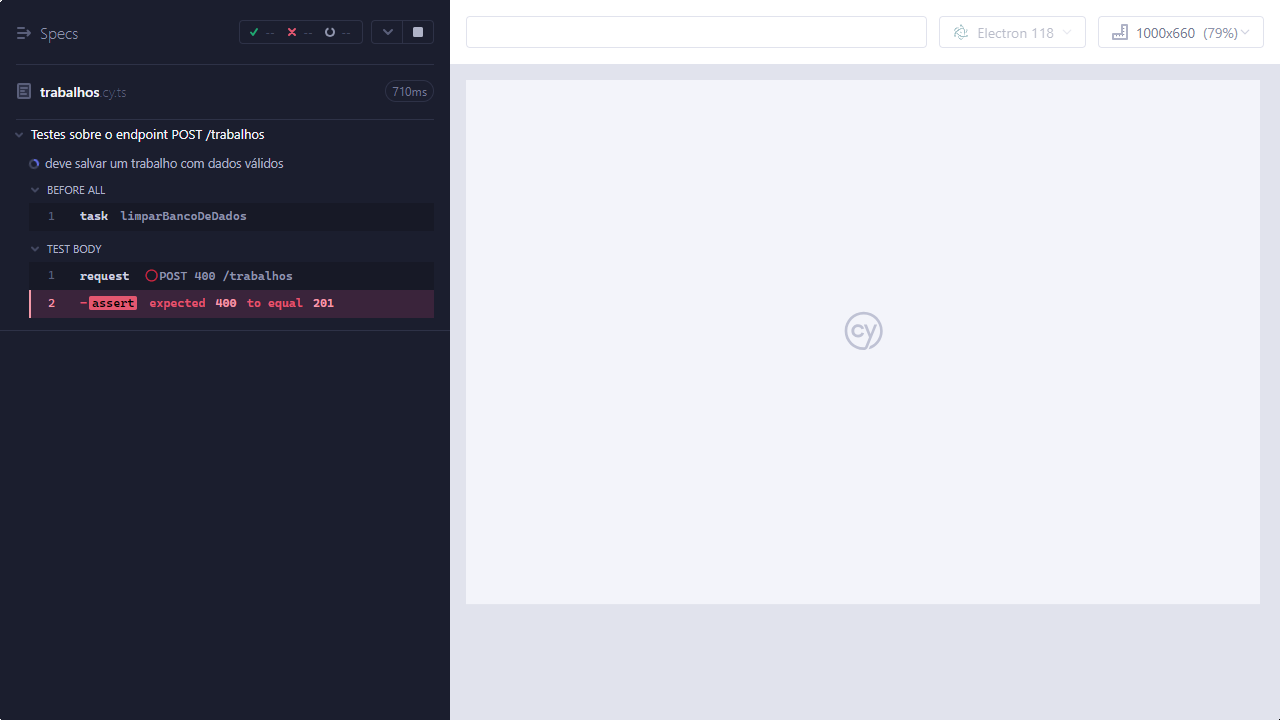 Specs
--
--
--
Electron 118
1000x660 (79%)
trabalhos cy.ts
710ms
Testes sobre o endpoint POST /trabalhos
deve salvar um trabalho com dados válidos
BEFORE ALL
1 task limparBancoDeDados
TEST BODY
1 request POST 400 /trabalhos
2 -assert expected 400 to equal 201
cy